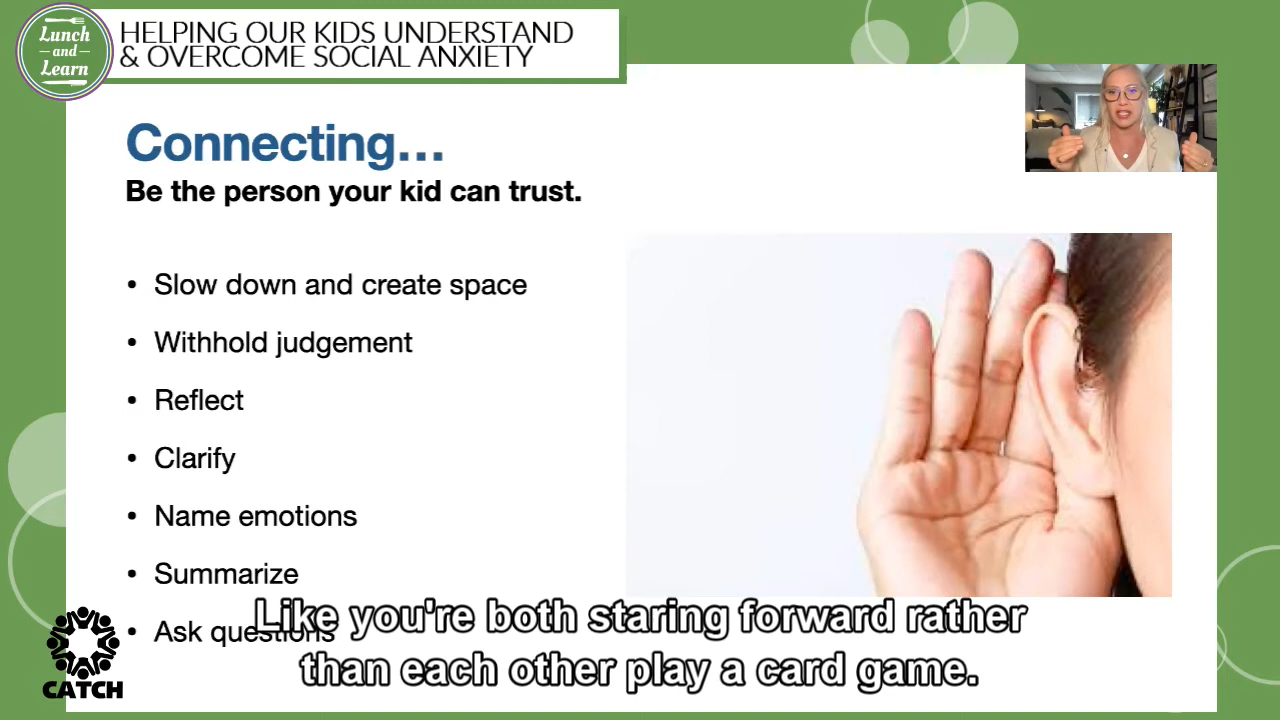 Lunch
and
Learn
HELPING OUR KIDS UNDERSTAND
& OVERCOME SOCIAL ANXIETY
Connecting…
Be the person your kid can trust.
• Slow down and create space
• Withhold judgement
• Reflect
• Clarify
• Name emotions
• Summarize
• Ask questions
Like you're both staring forward rather
than each other play a card game.
CATCH